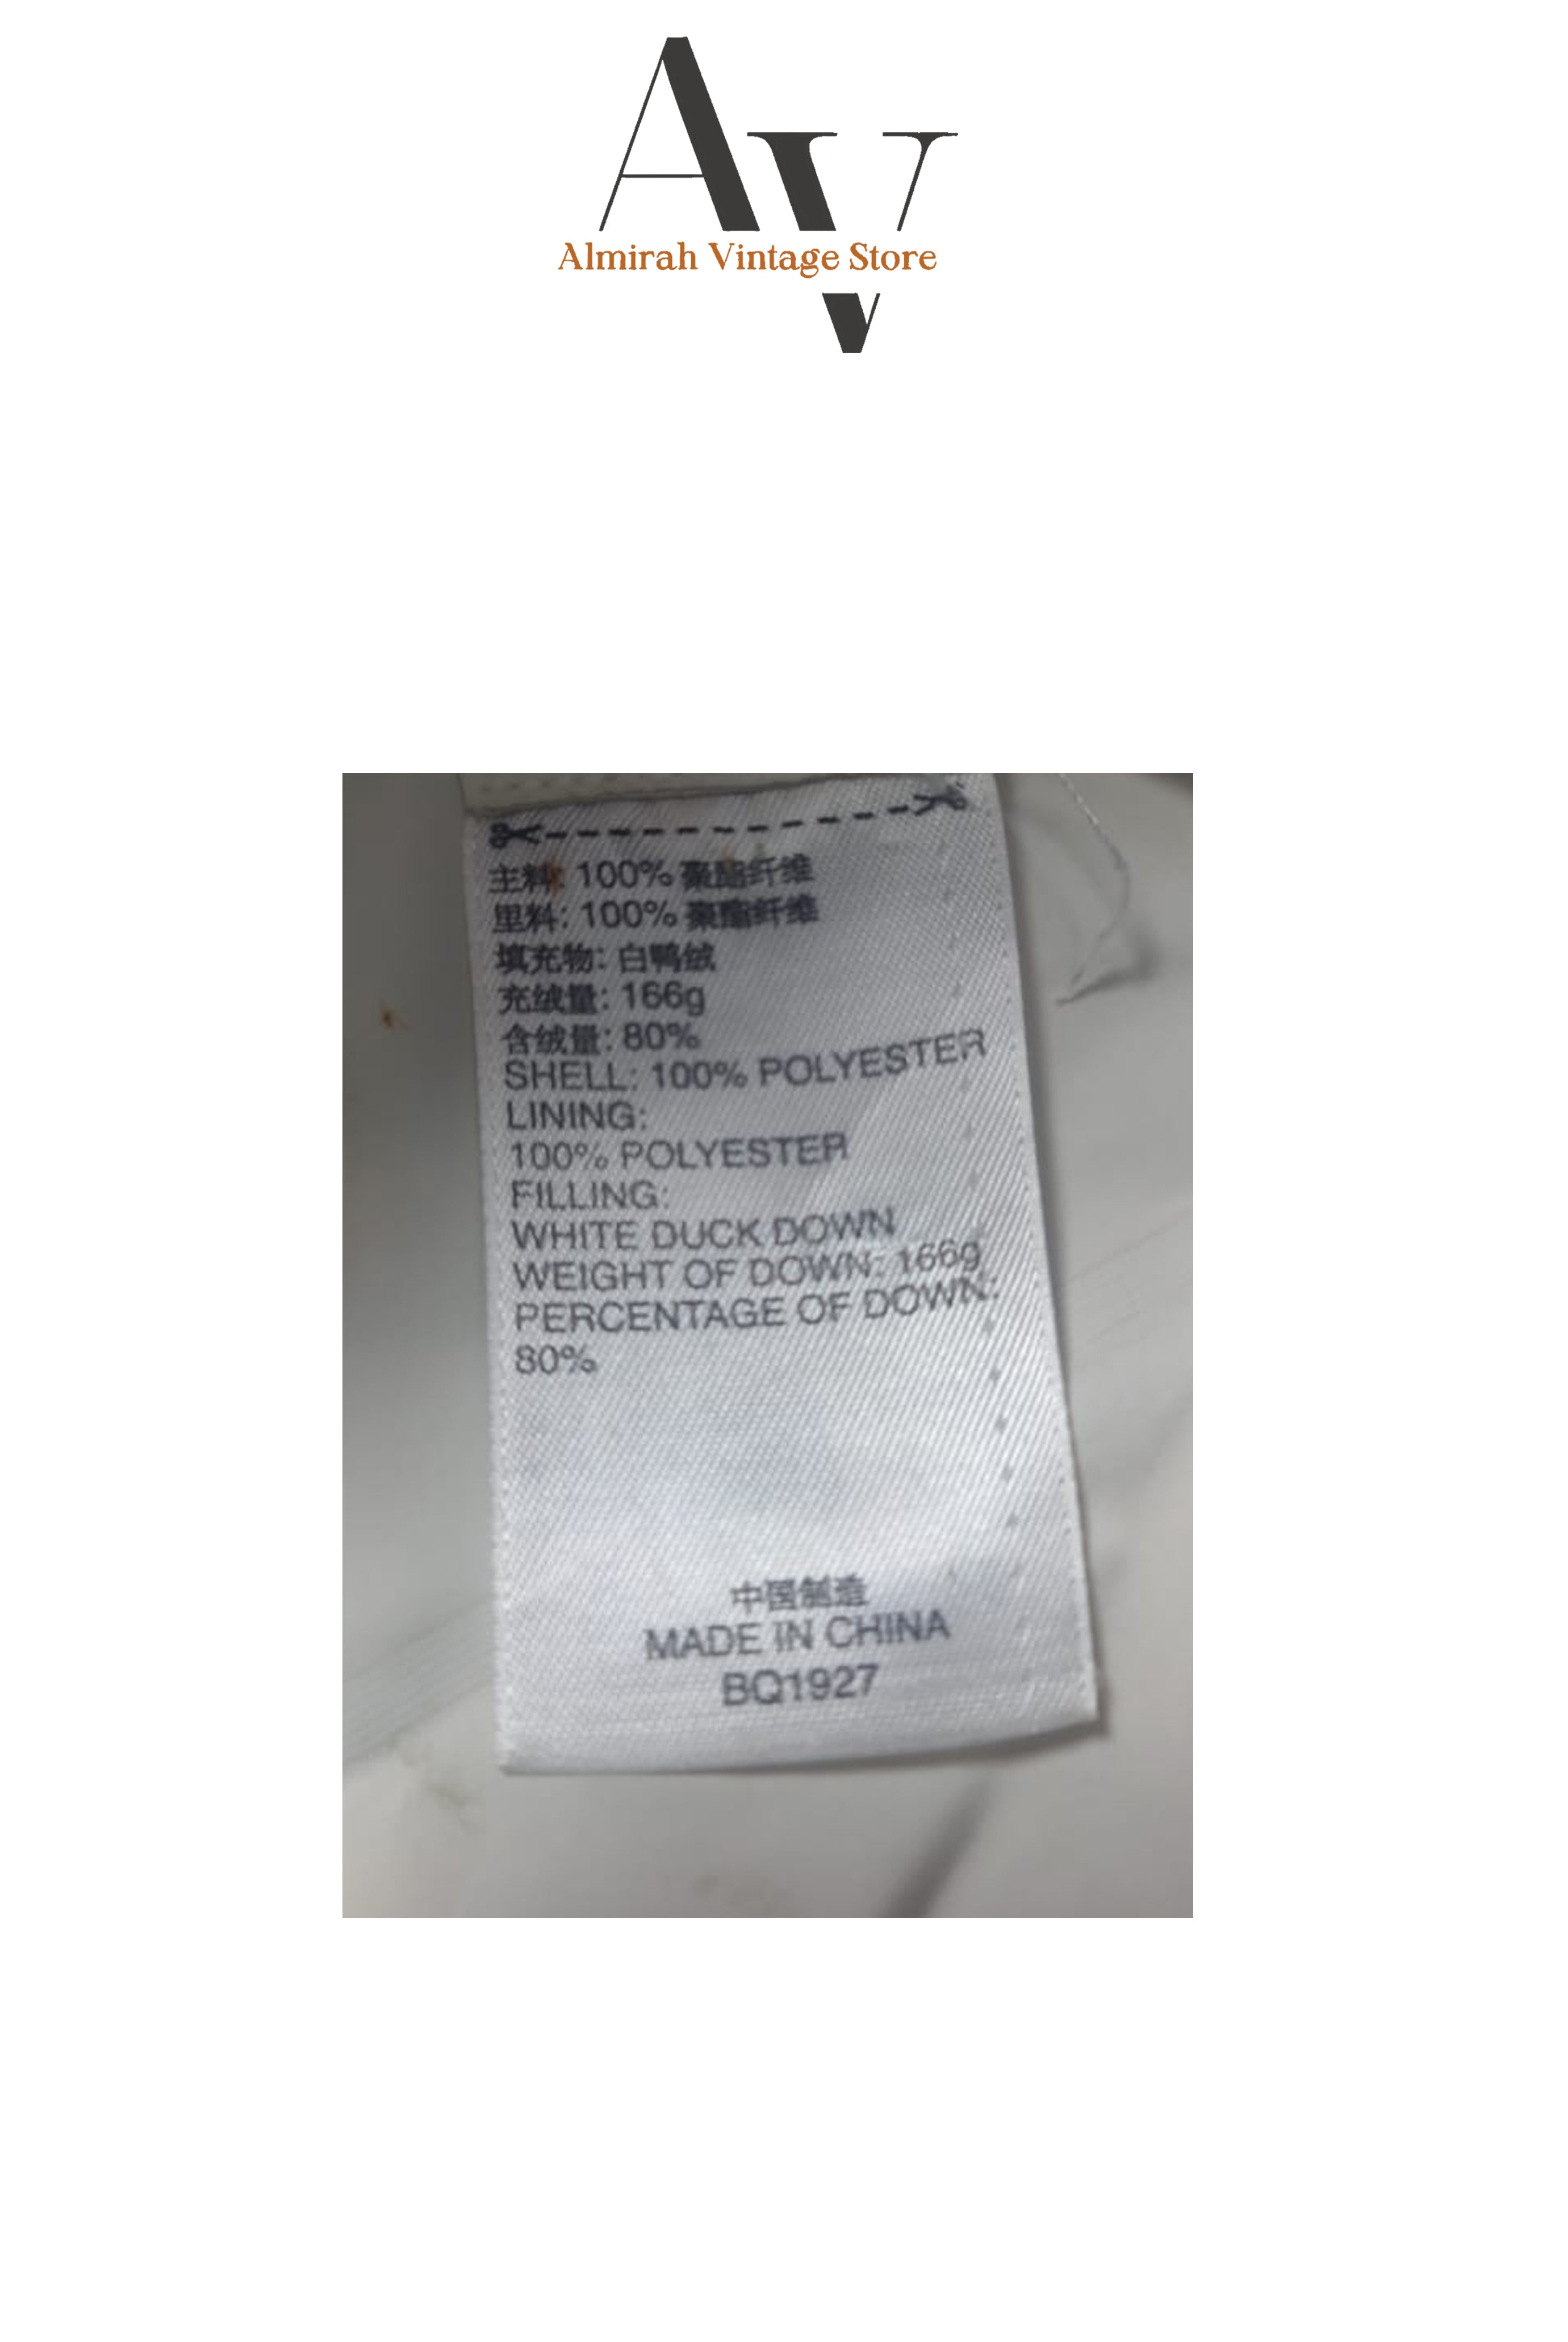 AV
Almirah Vintage Store
主料: 100% 聚酯纤维
里料: 100% 聚酯纤维
填充物: 白鸭绒
充绒量: 166g
含绒量: 80%
SHELL: 100% POLYESTER
LINING:
100% POLYESTER
FILLING:
WHITE DUCK DOWN
WEIGHT OF DOWN: 166g
PERCENTAGE OF DOWN:
80%
中国制造
MADE IN CHINA
BQ1927